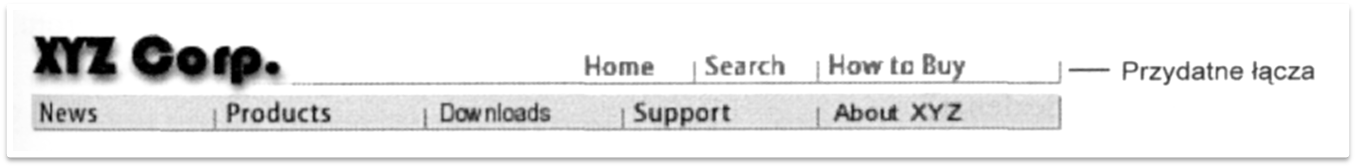 XYZ Corp.
Home Search How to Buy
Przydatne łącza
News Products Downloads Support About XYZ